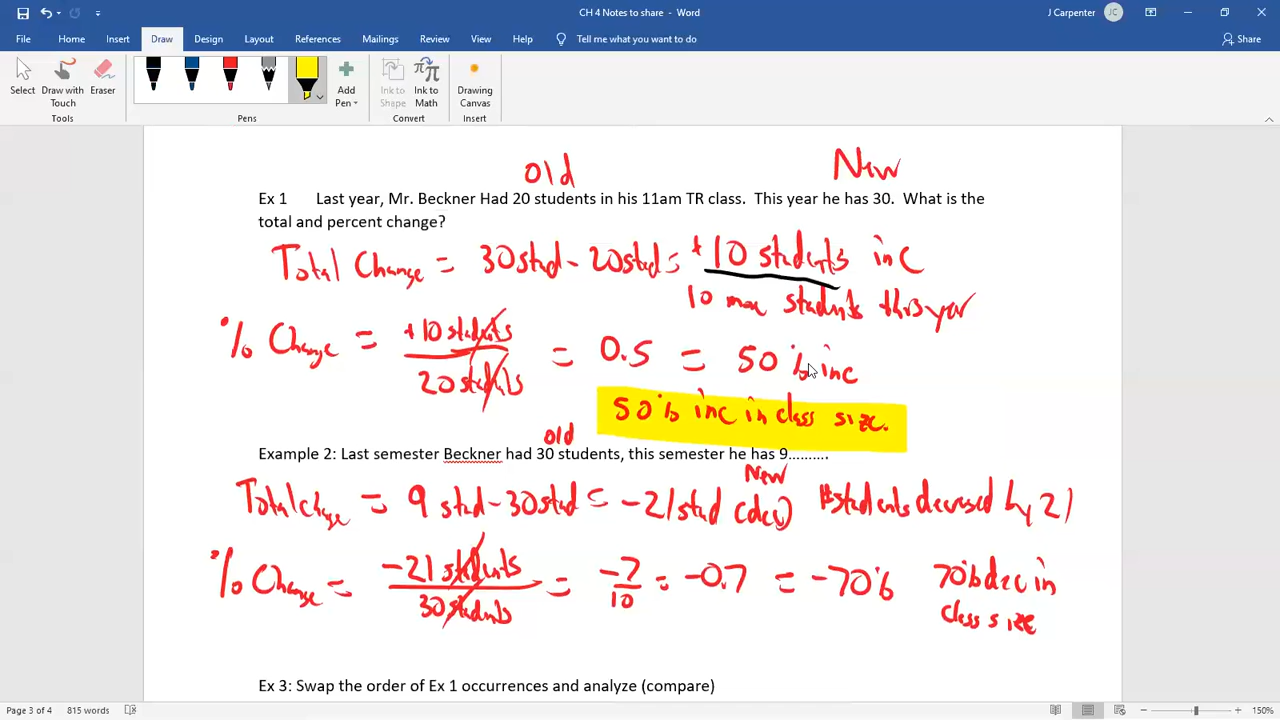 CH 4 Notes to share - Word
J Carpenter JC
File Home Insert Draw Design Layout References Mailings Review View Help Tell me what you want to do Share
Select Draw with Touch Eraser Add Pen Ink to Shape Ink to Math Drawing Canvas
Tools Pens Convert Insert
Old New
Ex 1 Last year, Mr. Beckner Had 20 students in his 11am TR class. This year he has 30. What is the
total and percent change?
Total Change = 30 stud - 20 stud = +10 students inc
10 more students this year
% Change = +10 students / 20 students = 0.5 = 50% inc
50% inc in class size.
Old
Example 2: Last semester Beckner had 30 students, this semester he has 9..........
New
Total change = 9 stud - 30 stud = -21 stud (dec) #students decreased by 21
% Change = -21 students / 30 students = -7/10 = -0.7 = -70% 70% dec in
class size
Ex 3: Swap the order of Ex 1 occurrences and analyze (compare)
Page 3 of 4 815 words 150%